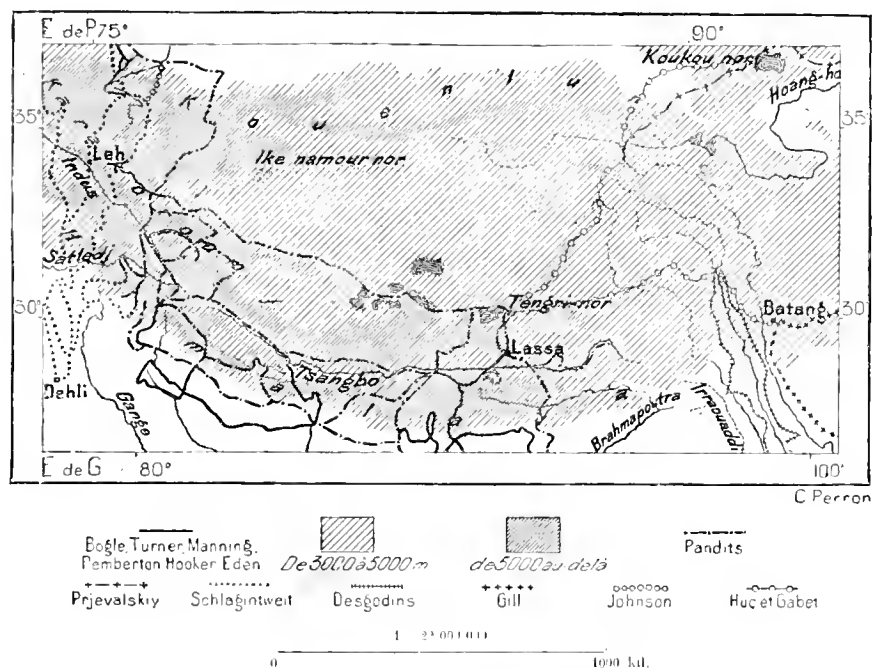 E de P. 75° 90°
Koukou nor
Hoang-ho
35° 35°
K o u e n l u
Ike namour nor
Leh
Indus
H
Satledj
30° Tengri-nor Batang 30°
Lassa
Tsangbo
Dehli
Gange
Brahmapoutra
Irraouaddi
E de G. 80° 100°
C. Perron
Bogle, Turner, Manning,
Pemberton Hooker Eden
De 3000 à 5000 m
de 5000 au delà
Pandits
Prjevalskiy Schlagintweit Desgodins Gill Johnson Huc et Gabet
0 1000 kil.